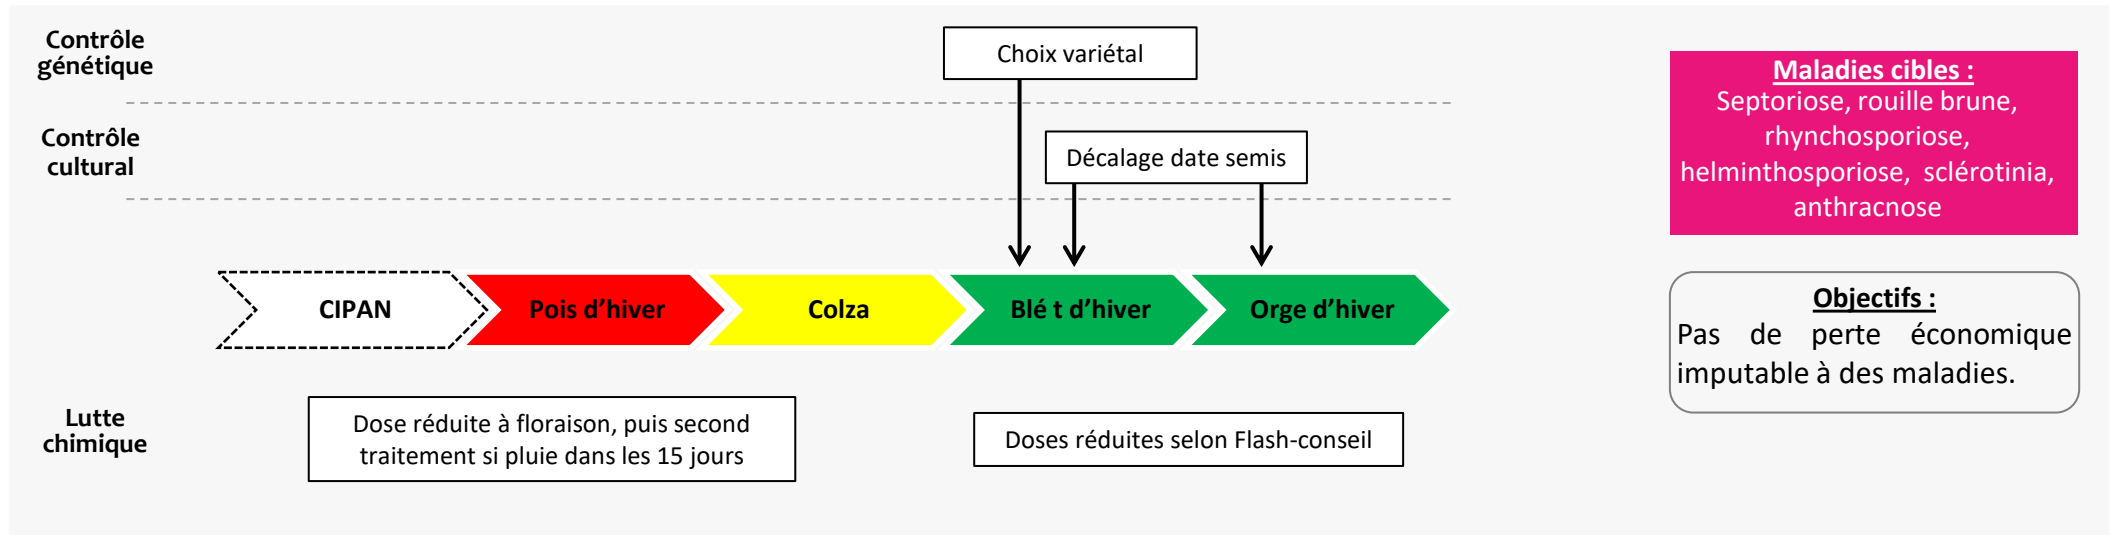 Contrôle
génétique
Choix variétal
Contrôle
cultural
Décalage date semis
CIPAN
Pois d’hiver
Colza
Blé t d’hiver
Orge d’hiver
Lutte
chimique
Dose réduite à floraison, puis second
traitement si pluie dans les 15 jours
Doses réduites selon Flash-conseil
Maladies cibles :
Septoriose, rouille brune,
rhynchosporiose,
helminthosporiose, sclérotinia,
anthracnose
Objectifs :
Pas de perte économique
imputable à des maladies.